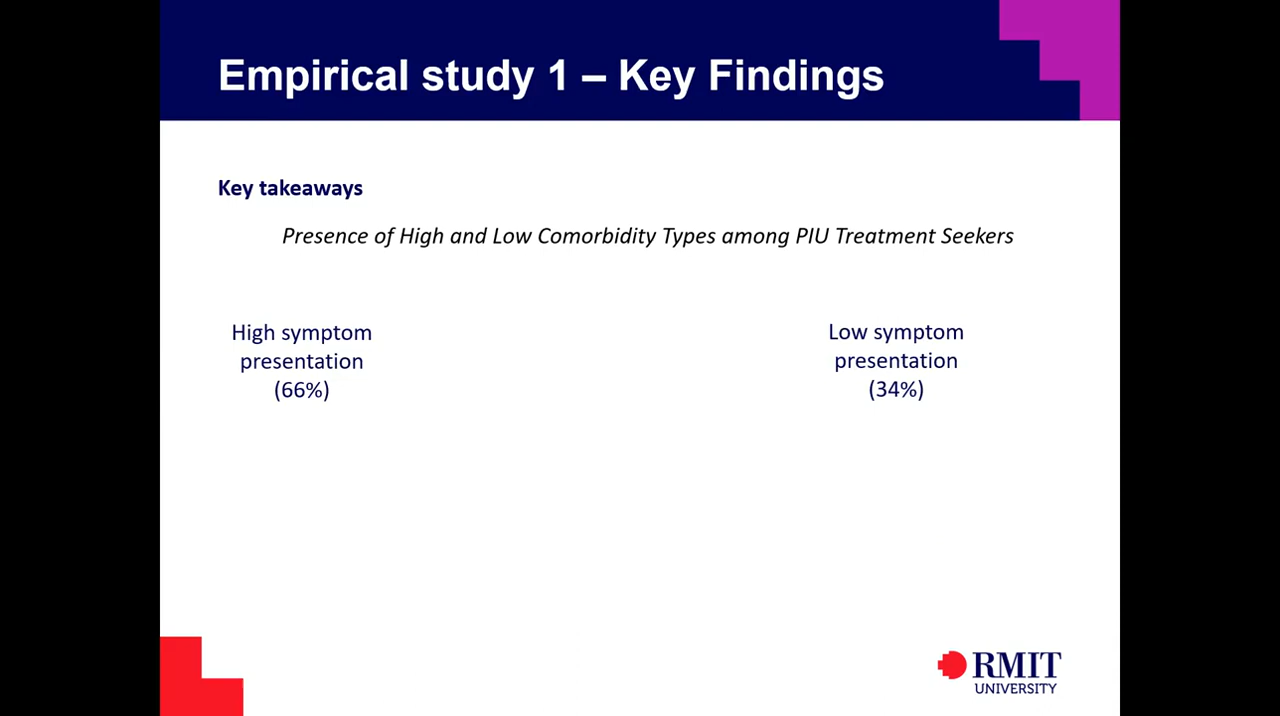 Empirical study 1 – Key Findings
Key takeaways
Presence of High and Low Comorbidity Types among PIU Treatment Seekers
High symptom
presentation
(66%)
Low symptom
presentation
(34%)
RMIT
UNIVERSITY